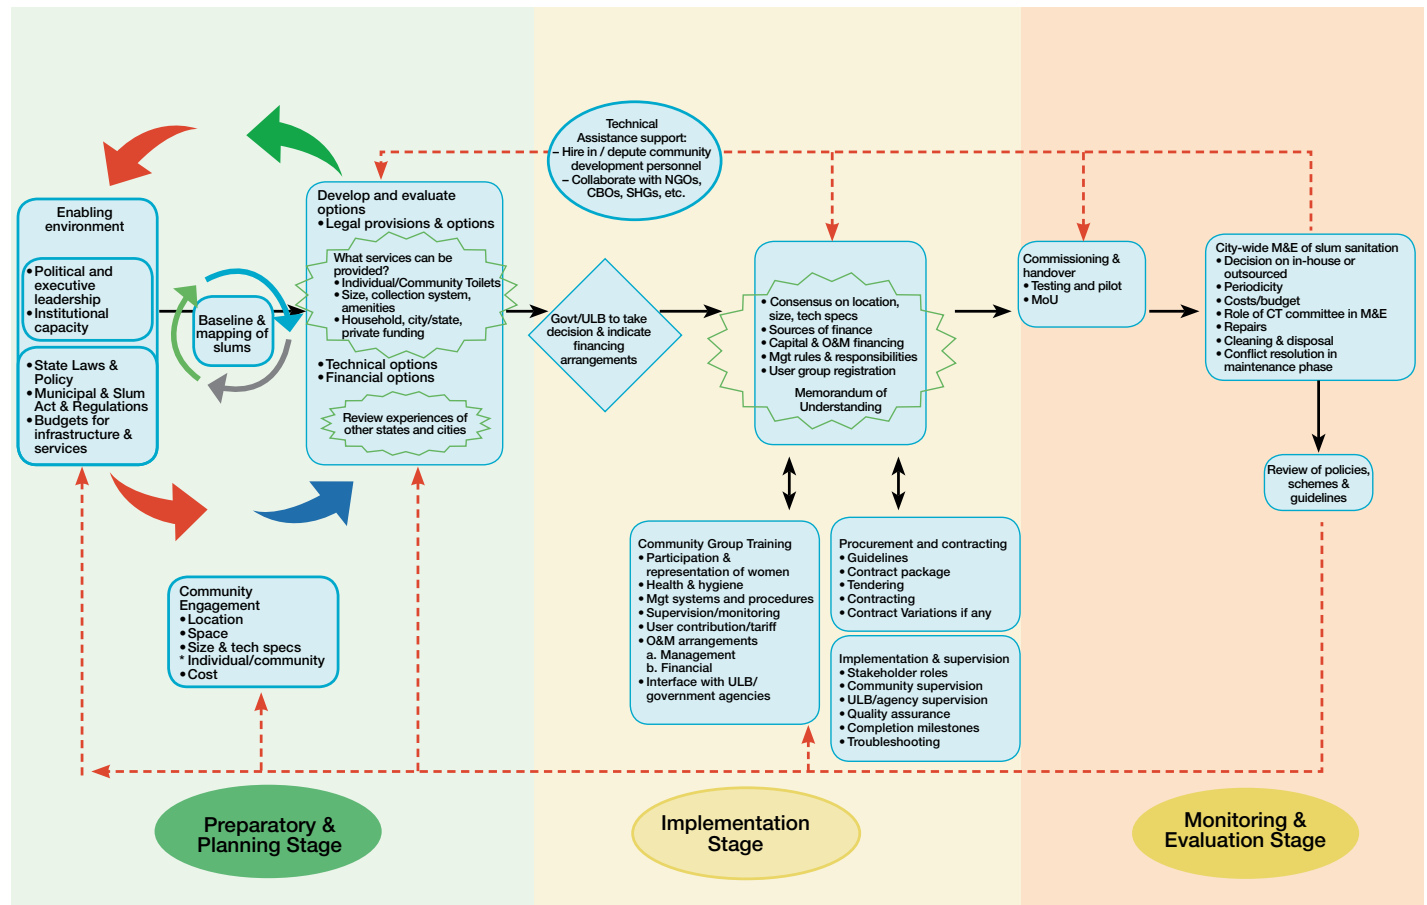 Technical
Assistance support:
– Hire in / depute community
development personnel
– Collaborate with NGOs,
CBOs, SHGs, etc.
Enabling
environment
• Political and
executive
leadership
• Institutional
capacity
• State Laws &
Policy
• Municipal & Slum
Act & Regulations
• Budgets for
infrastructure &
services
Baseline &
mapping of
slums
Develop and evaluate
options
• Legal provisions & options
What services can be
provided?
• Individual/Community Toilets
• Size, collection system,
amenities
• Household, city/state,
private funding
• Technical options
• Financial options
Review experiences of
other states and cities
Community
Engagement
• Location
• Space
• Size & tech specs
* Individual/community
• Cost
Govt/ULB to take
decision & indicate
financing
arrangements
• Consensus on location,
size, tech specs
• Sources of finance
• Capital & O&M financing
• Mgt rules & responsibilities
• User group registration
Memorandum of
Understanding
Community Group Training
• Participation &
representation of women
• Health & hygiene
• Mgt systems and procedures
• Supervision/monitoring
• User contribution/tariff
• O&M arrangements
a. Management
b. Financial
• Interface with ULB/
government agencies
Procurement and contracting
• Guidelines
• Contract package
• Tendering
• Contracting
• Contract Variations if any
Implementation & supervision
• Stakeholder roles
• Community supervision
• ULB/agency supervision
• Quality assurance
• Completion milestones
• Troubleshooting
Commissioning &
handover
• Testing and pilot
• MoU
City-wide M&E of slum sanitation
• Decision on in-house or
outsourced
• Periodicity
• Costs/budget
• Role of CT committee in M&E
• Repairs
• Cleaning & disposal
• Conflict resolution in
maintenance phase
Review of policies,
schemes &
guidelines
Preparatory &
Planning Stage
Implementation
Stage
Monitoring &
Evaluation Stage